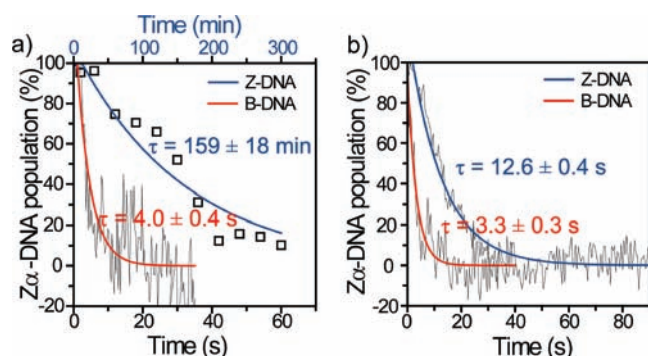 Time (min)
a) 0 100 200 300
Zα-DNA population (%)
100
80
60
40
20
0
-20
Z-DNA
B-DNA
τ = 159 ± 18 min
τ = 4.0 ± 0.4 s
0 20 40 60
Time (s)
b)
Zα-DNA population (%)
100
80
60
40
20
0
-20
Z-DNA
B-DNA
τ = 12.6 ± 0.4 s
τ = 3.3 ± 0.3 s
0 20 40 60 80
Time (s)